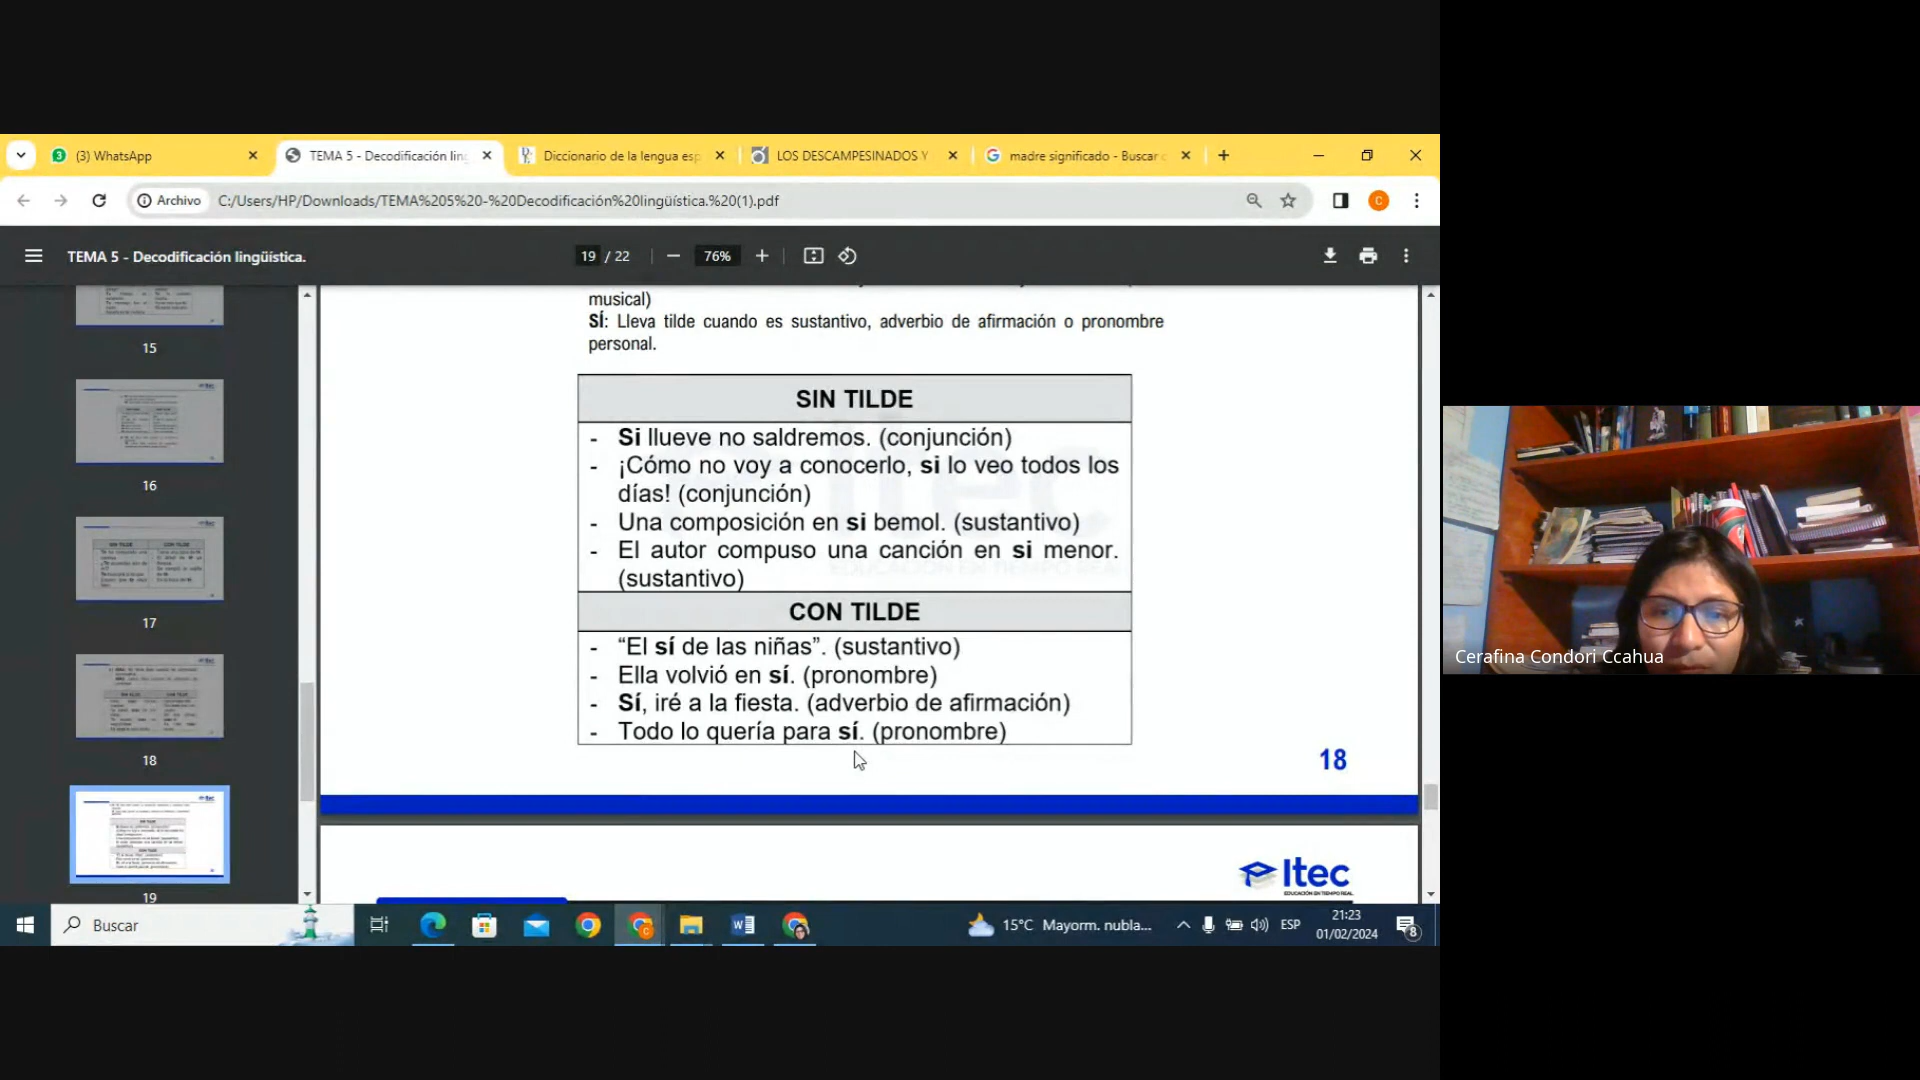 (3) WhatsApp
TEMA 5 - Decodificación lin
Diccionario de la lengua esp
LOS DESCAMPESINADOS Y
madre significado - Buscar
Archivo
C:/Users/HP/Downloads/TEMA%205%20-%20Decodificación%20lingüística.%20(1).pdf
C
TEMA 5 - Decodificación lingüística.
19 / 22
76%
musical)
SÍ: Lleva tilde cuando es sustantivo, adverbio de afirmación o pronombre
personal.
SIN TILDE
- Si llueve no saldremos. (conjunción)
- ¡Cómo no voy a conocerlo, si lo veo todos los
días! (conjunción)
- Una composición en si bemol. (sustantivo)
- El autor compuso una canción en si menor.
(sustantivo)
CON TILDE
- “El sí de las niñas”. (sustantivo)
- Ella volvió en sí. (pronombre)
- Sí, iré a la fiesta. (adverbio de afirmación)
- Todo lo quería para sí. (pronombre)
18
Itec
EDUCACIÓN EN TIEMPO REAL
15
16
17
18
19
Cerafina Condori Ccahua
Buscar
15°C Mayorm. nubla...
ESP
21:23
01/02/2024
8